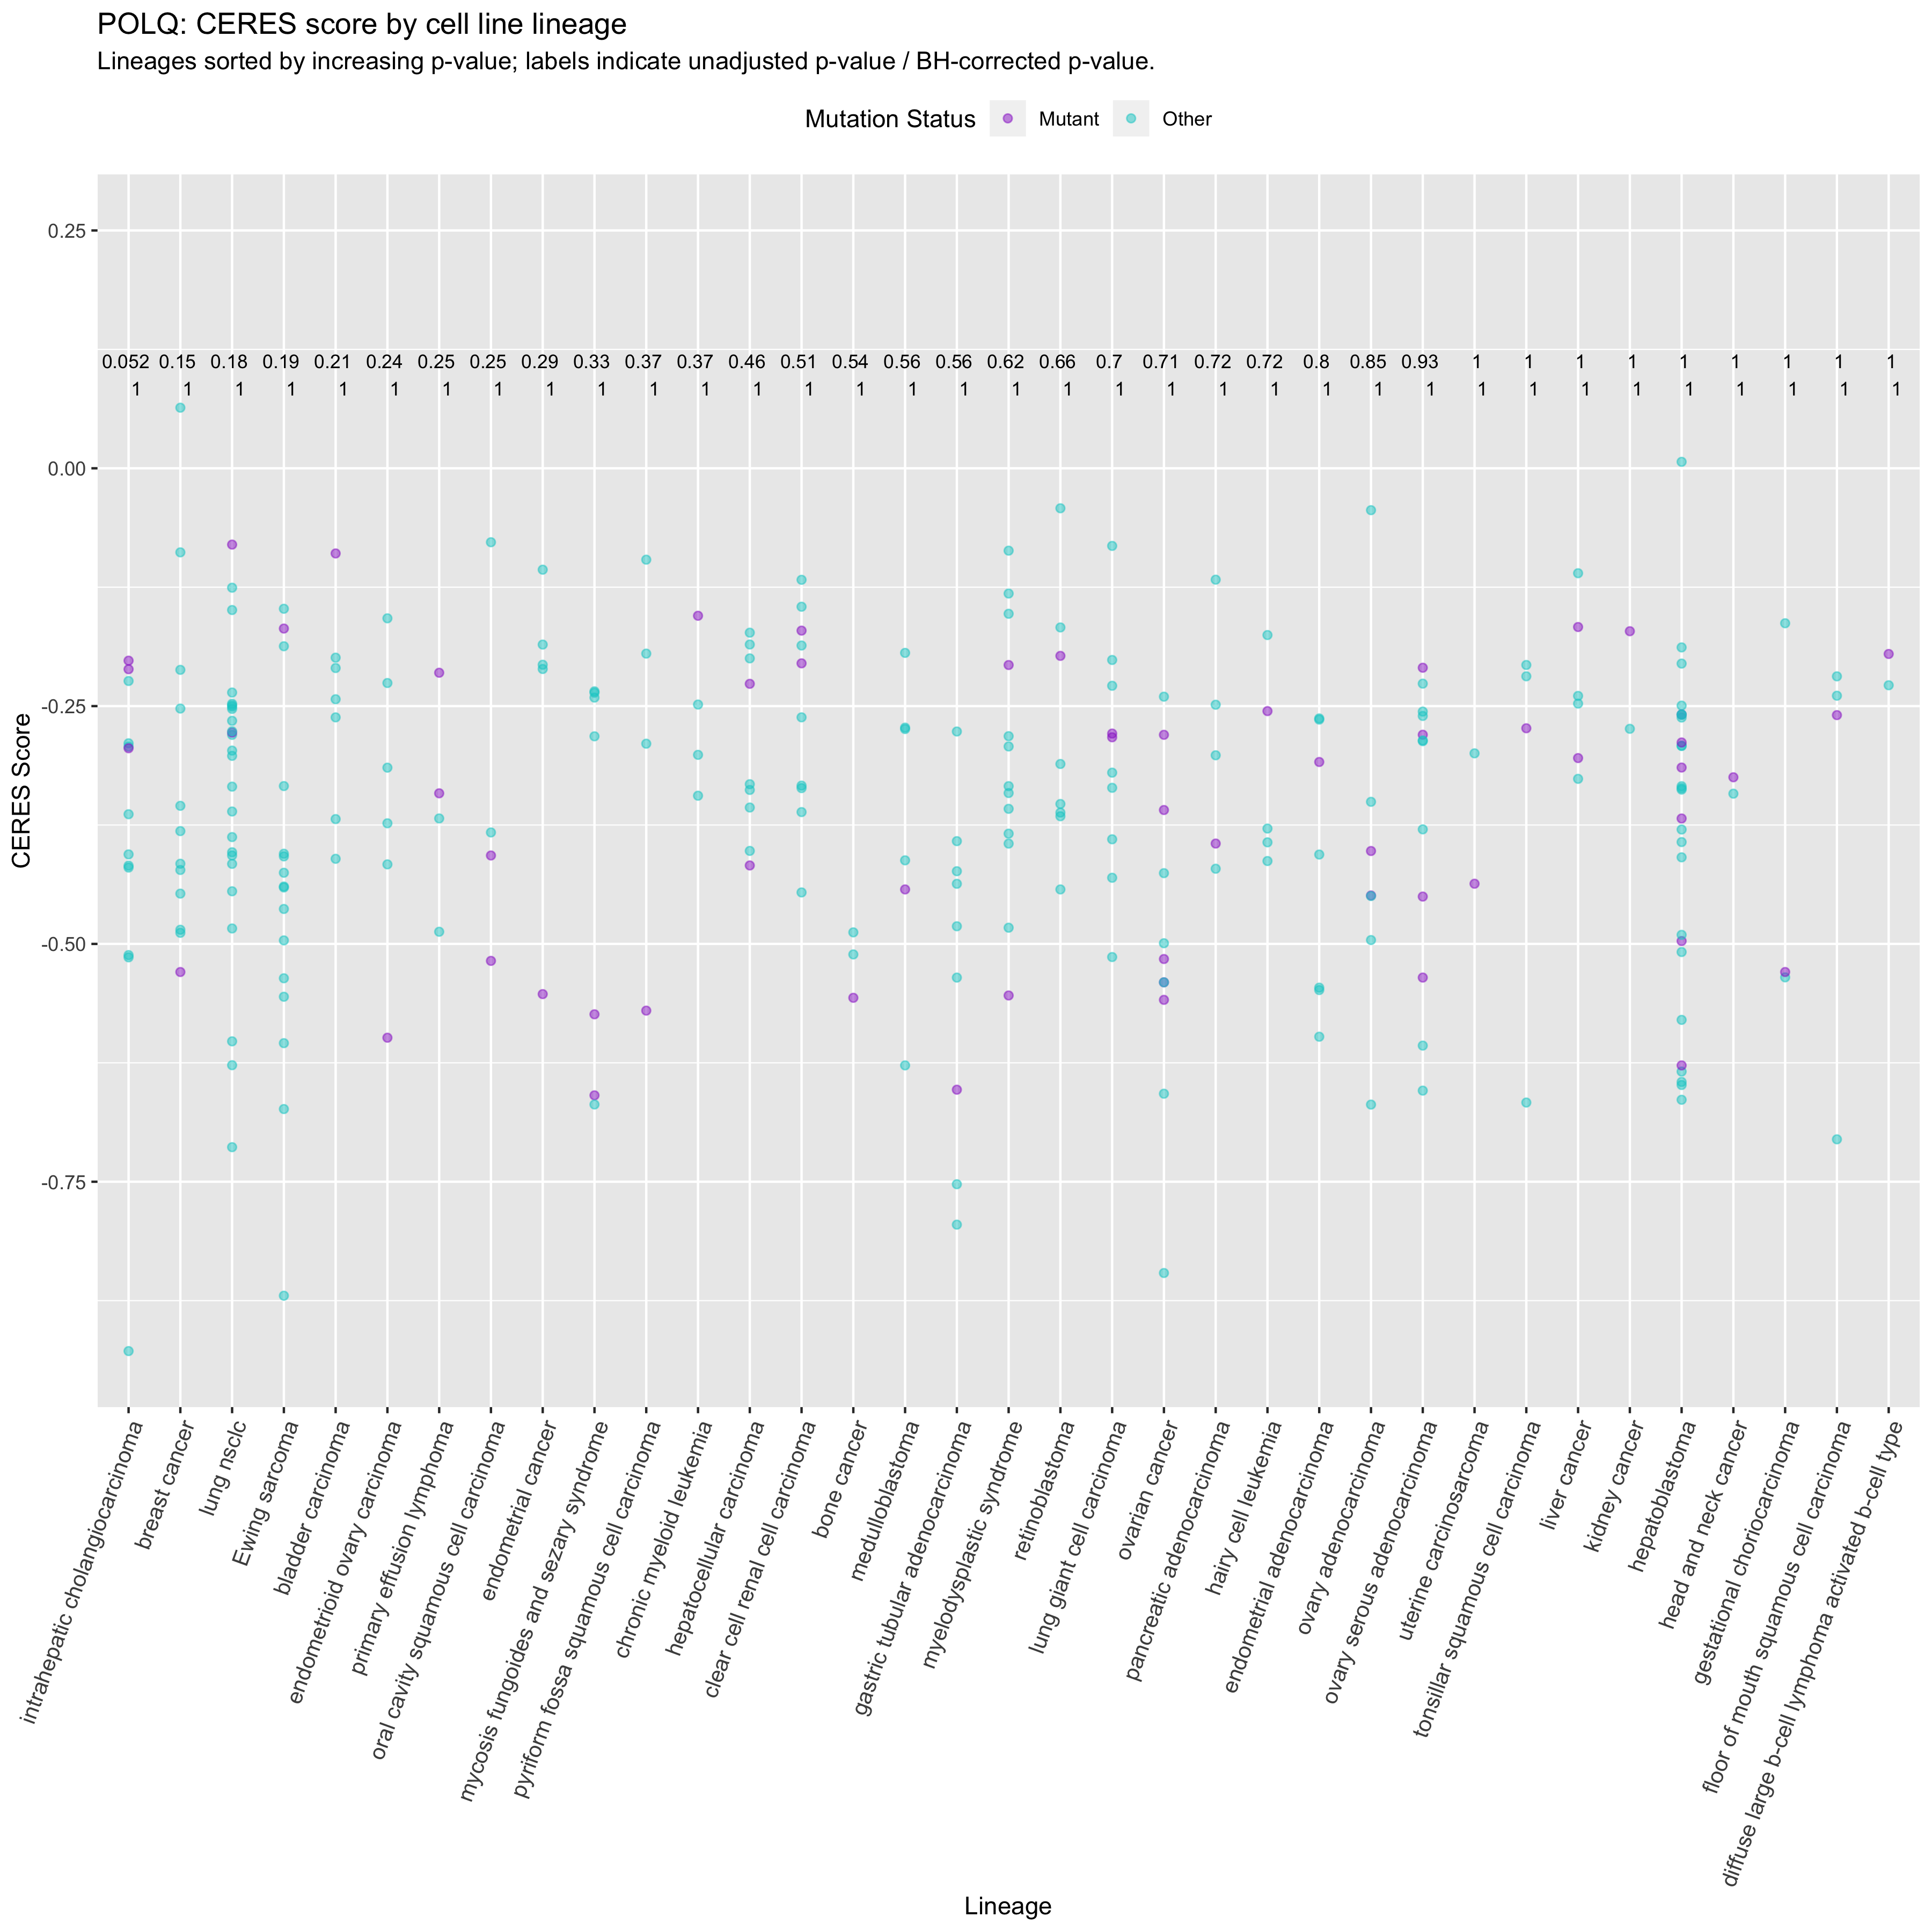 POLQ: CERES score by cell line lineage
Lineages sorted by increasing p-value; labels indicate unadjusted p-value / BH-corrected p-value.
Mutation Status Mutant Other
0.25
0.00
-0.25
-0.50
-0.75
CERES Score
0.052 0.15 0.18 0.19 0.21 0.24 0.25 0.25 0.29 0.33 0.37 0.37 0.46 0.51 0.54 0.56 0.56 0.62 0.66 0.7 0.71 0.72 0.72 0.8 0.85 0.93 1 1 1 1 1 1 1 1 1
1 1 1 1 1 1 1 1 1 1 1 1 1 1 1 1 1 1 1 1 1 1 1 1 1 1 1 1 1 1 1 1 1 1 1
intrahepatic cholangiocarcinoma
breast cancer
lung nsclc
Ewing sarcoma
bladder carcinoma
endometrioid ovary carcinoma
primary effusion lymphoma
oral cavity squamous cell carcinoma
endometrial cancer
mycosis fungoides and sezary syndrome
pyriform fossa squamous cell carcinoma
chronic myeloid leukemia
hepatocellular carcinoma
clear cell renal cell carcinoma
bone cancer
medulloblastoma
gastric tubular adenocarcinoma
myelodysplastic syndrome
retinoblastoma
lung giant cell carcinoma
ovarian cancer
pancreatic adenocarcinoma
hairy cell leukemia
endometrial adenocarcinoma
ovary adenocarcinoma
ovary serous adenocarcinoma
uterine carcinosarcoma
tonsillar squamous cell carcinoma
liver cancer
kidney cancer
hepatoblastoma
head and neck cancer
gestational choriocarcinoma
floor of mouth squamous cell carcinoma
diffuse large b-cell lymphoma activated b-cell type
Lineage